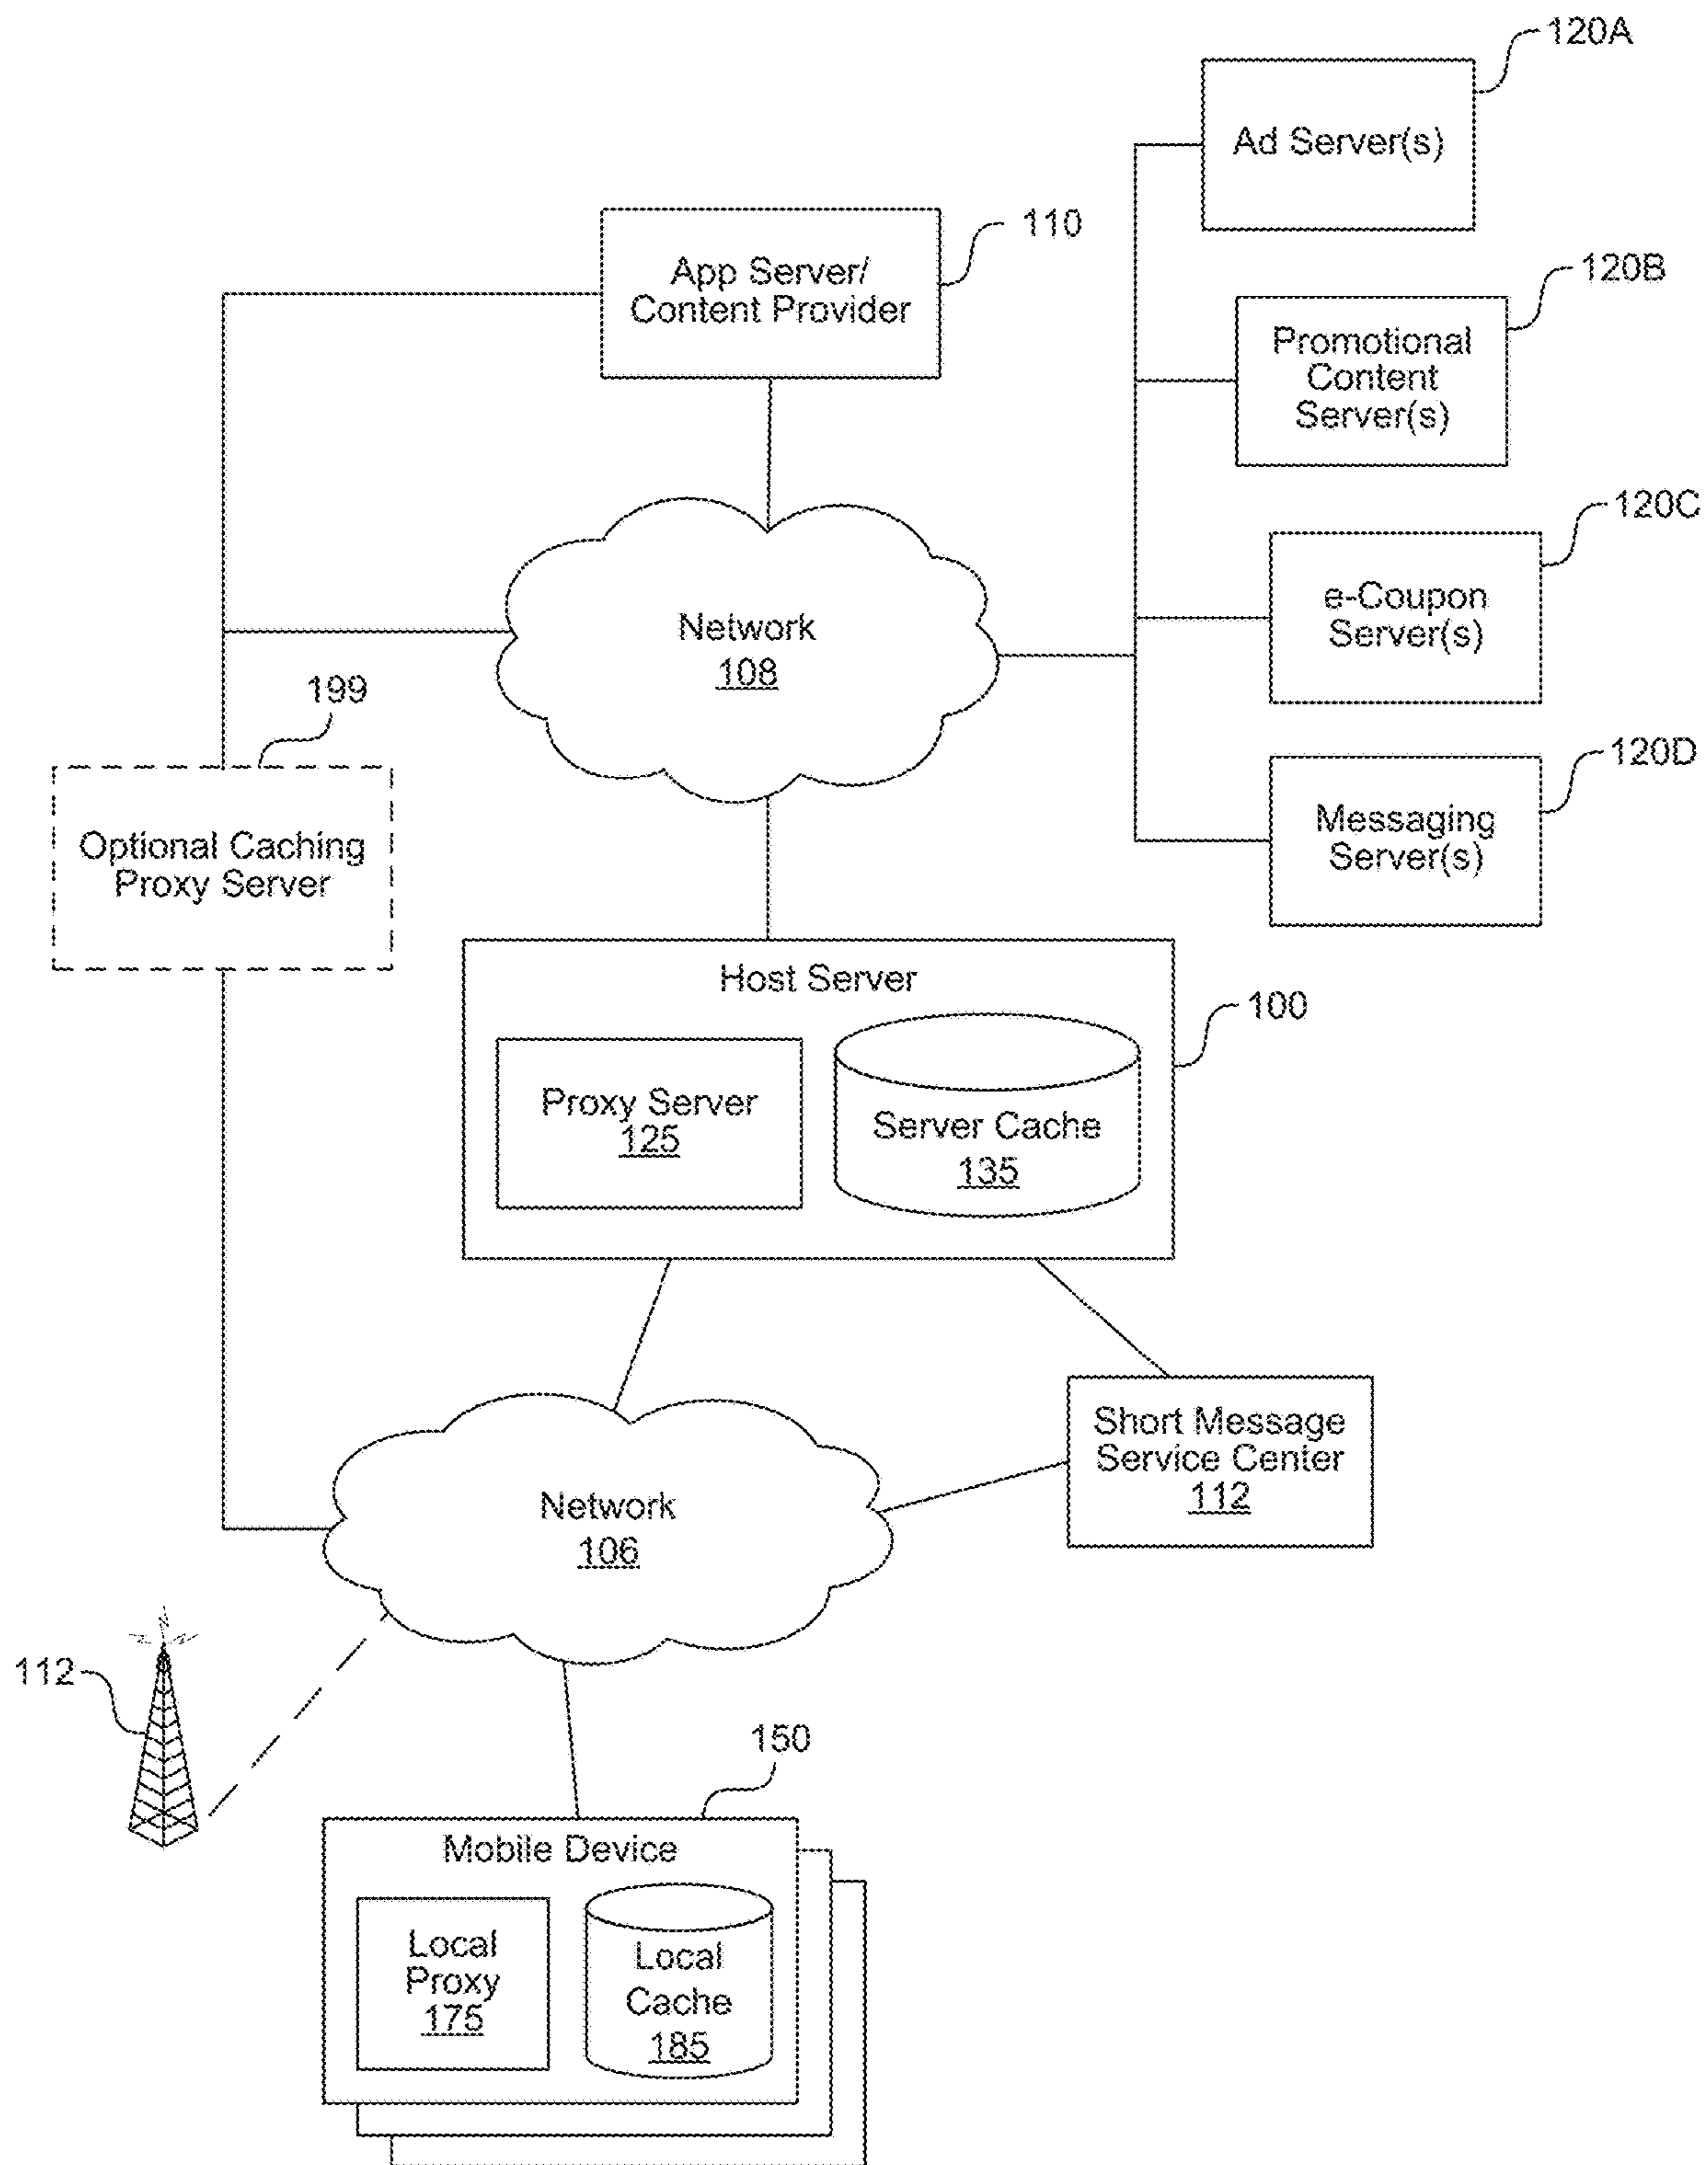 120A
Ad Server(s)
110
App Server/
Content Provider
120B
Promotional
Content
Server(s)
120C
e-Coupon
Server(s)
Network
108
199
120D
Messaging
Server(s)
Optional Caching
Proxy Server
Host Server
100
Proxy Server
125
Server Cache
135
Short Message
Service Center
112
Network
106
112
150
Mobile Device
Local
Proxy
175
Local
Cache
185